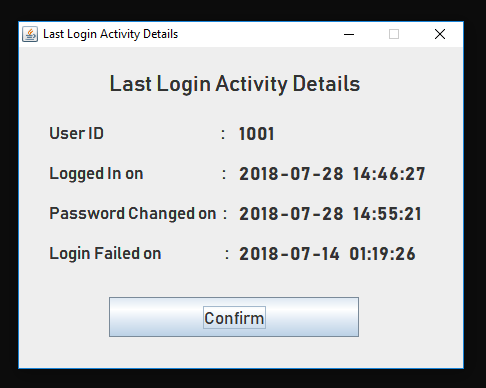 Last Login Activity Details
Last Login Activity Details
User ID : 1001
Logged In on : 2018-07-28 14:46:27
Password Changed on : 2018-07-28 14:55:21
Login Failed on : 2018-07-14 01:19:26
Confirm